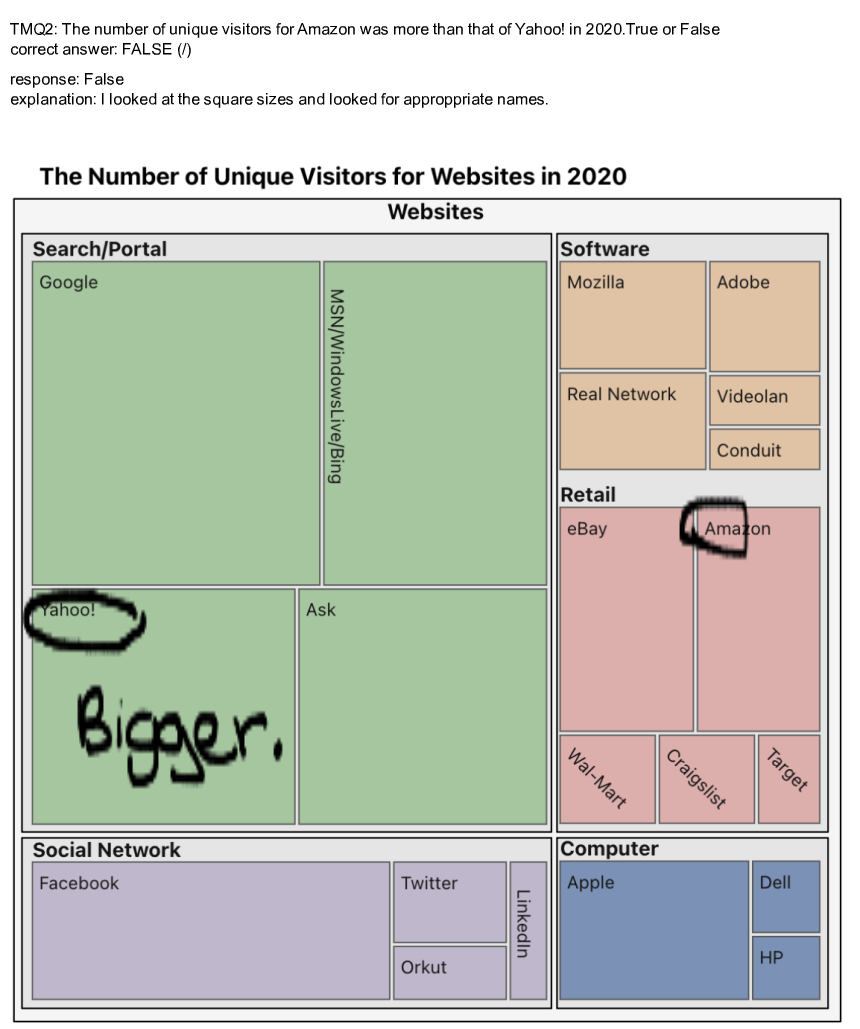 TMQ2: The number of unique visitors for Amazon was more than that of Yahoo! in 2020.True or False
correct answer: FALSE (/)
response: False
explanation: I looked at the square sizes and looked for approppriate names.
The Number of Unique Visitors for Websites in 2020
Websites
Search/Portal
Google
MSN/WindowsLive/Bing
Yahoo!
Ask
Bigger.
Software
Mozilla
Adobe
Real Network
Videolan
Conduit
Retail
eBay
Amazon
Wal-Mart
Craigslist
Target
Social Network
Facebook
Twitter
Orkut
LinkedIn
Computer
Apple
Dell
HP